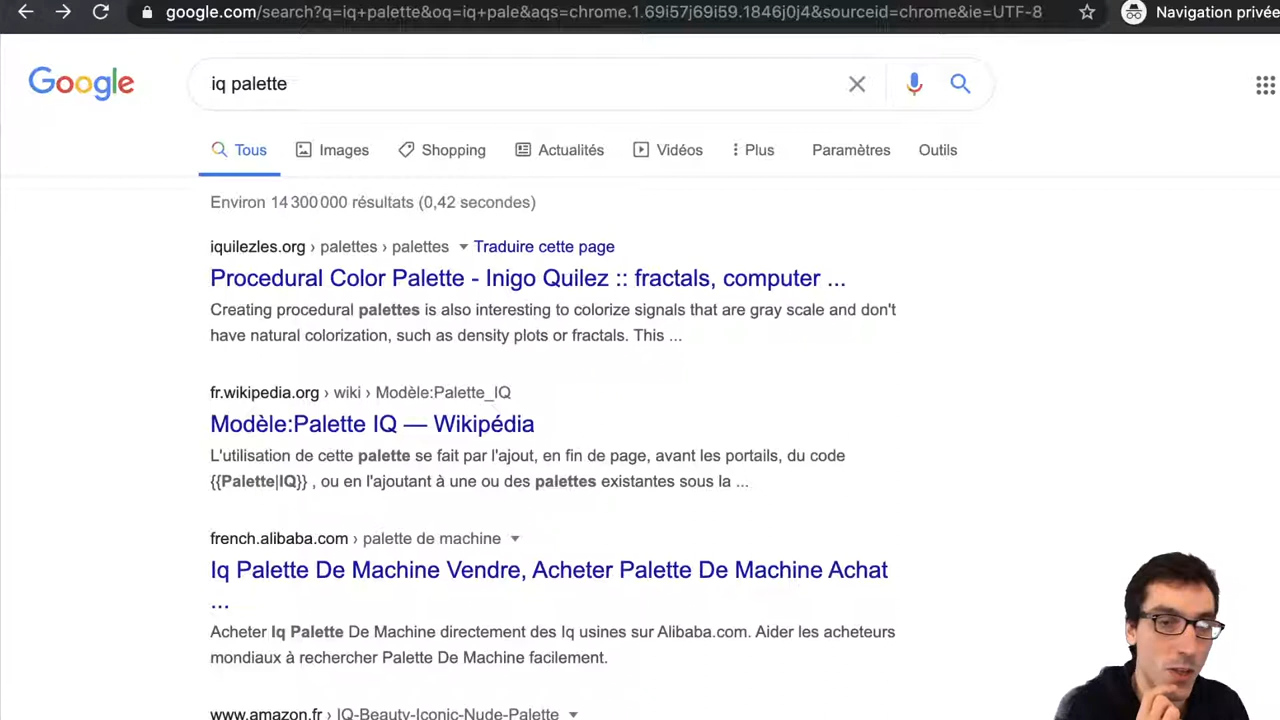 google.com/search?q=iq+palette&oq=iq+pale&aqs=chrome.1.69i57j69i59.1846j0j4&sourceid=chrome&ie=UTF-8
Navigation privée
Google
iq palette
Tous
Images
Shopping
Actualités
Vidéos
Plus
Paramètres
Outils
Environ 14 300 000 résultats (0,42 secondes)
iquilezles.org › palettes › palettes ▼ Traduire cette page
Procedural Color Palette - Inigo Quilez :: fractals, computer ...
Creating procedural palettes is also interesting to colorize signals that are gray scale and don't
have natural colorization, such as density plots or fractals. This ...
fr.wikipedia.org › wiki › Modèle:Palette_IQ
Modèle:Palette IQ — Wikipédia
L'utilisation de cette palette se fait par l'ajout, en fin de page, avant les portails, du code
{{Palette|IQ}} , ou en l'ajoutant à une ou des palettes existantes sous la ...
french.alibaba.com › palette de machine ▼
Iq Palette De Machine Vendre, Acheter Palette De Machine Achat
...
Acheter Iq Palette De Machine directement des Iq usines sur Alibaba.com. Aider les acheteurs
mondiaux à rechercher Palette De Machine facilement.
www.amazon.fr › IQ-Beauty-Iconic-Nude-Palette ▼